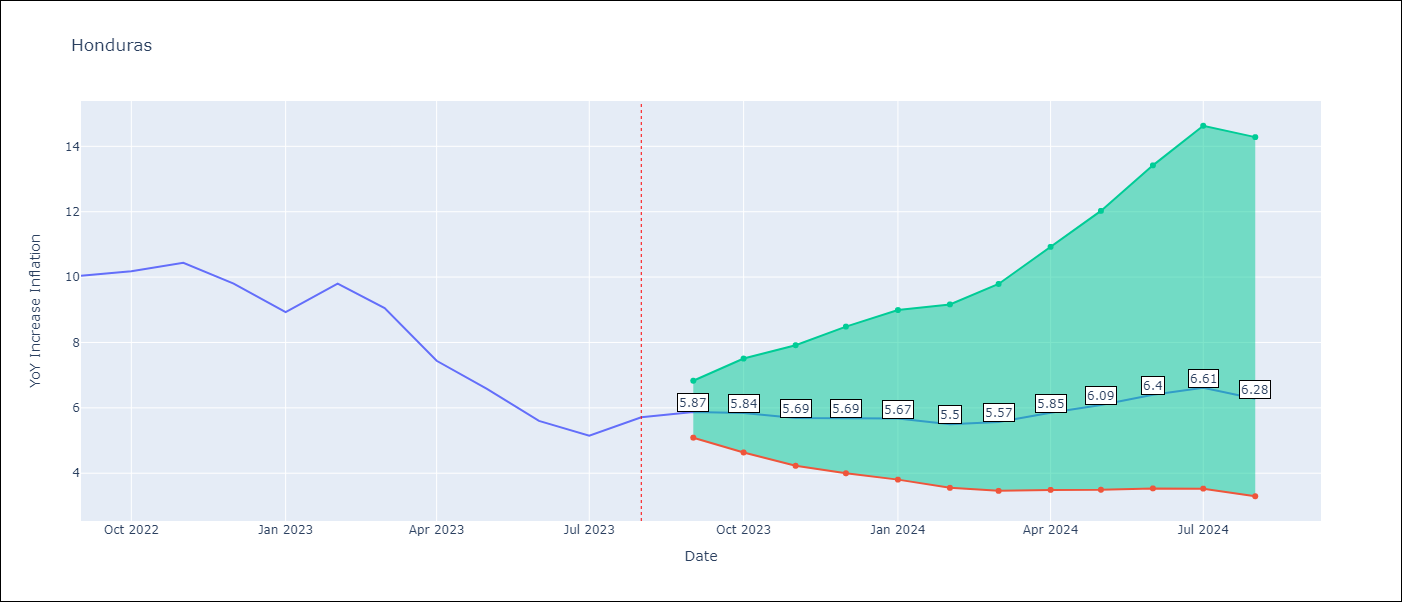 Honduras
YoY Increase Inflation
14
12
10
8
6
4
5.87
5.84
5.69
5.69
5.67
5.5
5.57
5.85
6.09
6.4
6.61
6.28
Oct 2022
Jan 2023
Apr 2023
Jul 2023
Oct 2023
Jan 2024
Apr 2024
Jul 2024
Date